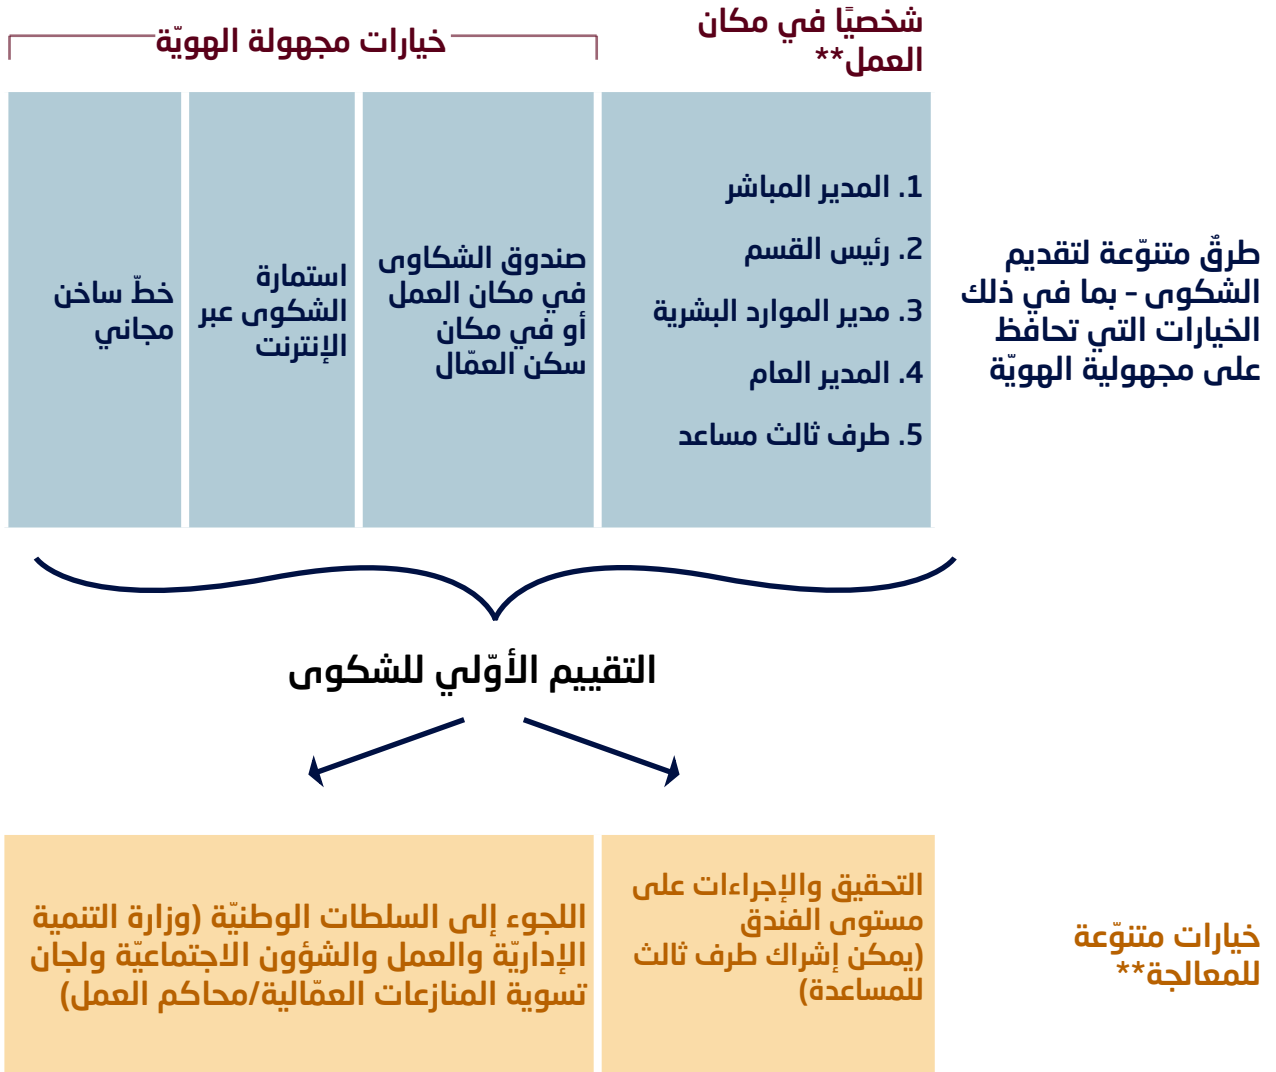 شخصيًا في مكان
العمل**
خيارات مجهولة الهويّة
طرقٌ متنوّعة لتقديم
الشكوى - بما في ذلك
الخيارات التي تحافظ
على مجهولية الهويّة
1. المدير المباشر
2. رئيس القسم
3. مدير الموارد البشرية
4. المدير العام
5. طرف ثالث مساعد
صندوق الشكاوى
في مكان العمل
أو في مكان
سكن العمّال
استمارة
الشكوى عبر
الإنترنت
خطّ ساخن
مجاني
التقييم الأوّلي للشكوى
خيارات متنوّعة
للمعالجة**
التحقيق والإجراءات على
مستوى الفندق
(يمكن إشراك طرف ثالث
للمساعدة)
اللجوء إلى السلطات الوطنيّة (وزارة التنمية
الإداريّة والعمل والشؤون الاجتماعيّة ولجان
تسوية المنازعات العمّالية/محاكم العمل)